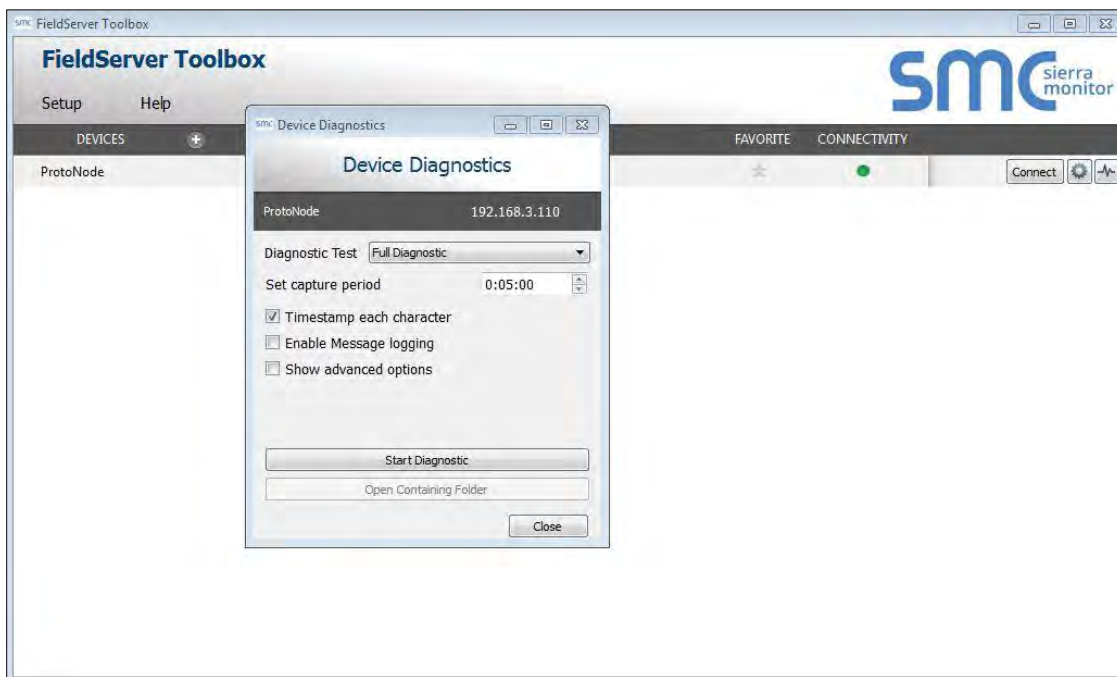 smc FieldServer Toolbox
FieldServer Toolbox
smc sierra monitor
Setup Help
DEVICES FAVORITE CONNECTIVITY
ProtoNode Connect
smc Device Diagnostics
Device Diagnostics
ProtoNode 192.168.3.110
Diagnostic Test Full Diagnostic
Set capture period 0:05:00
Timestamp each character
Enable Message logging
Show advanced options
Start Diagnostic
Open Containing Folder
Close